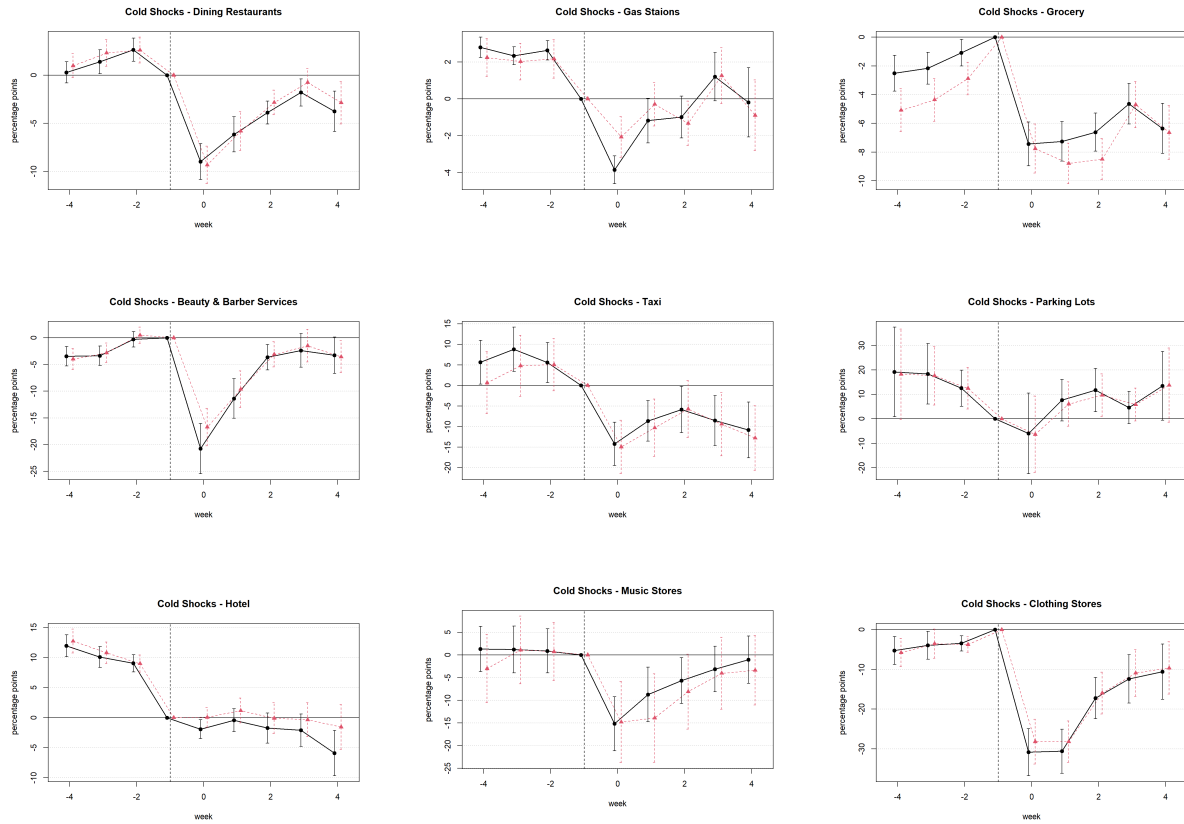 Cold Shocks - Dining Restaurants
percentage points
0
-5
-10
-4 -2 0 2 4
week
Cold Shocks - Gas Staions
percentage points
2
0
-2
-4
-4 -2 0 2 4
week
Cold Shocks - Grocery
percentage points
0
-2
-4
-6
-8
-10
-4 -2 0 2 4
week
Cold Shocks - Beauty & Barber Services
percentage points
0
-5
-10
-15
-20
-25
-4 -2 0 2 4
week
Cold Shocks - Taxi
percentage points
15
10
5
0
-5
-10
-15
-20
-4 -2 0 2 4
week
Cold Shocks - Parking Lots
percentage points
30
20
10
0
-10
-20
-4 -2 0 2 4
week
Cold Shocks - Hotel
percentage points
15
10
5
0
-5
-10
-4 -2 0 2 4
week
Cold Shocks - Music Stores
percentage points
5
0
-5
-10
-15
-20
-25
-4 -2 0 2 4
week
Cold Shocks - Clothing Stores
percentage points
0
-10
-20
-30
-4 -2 0 2 4
week